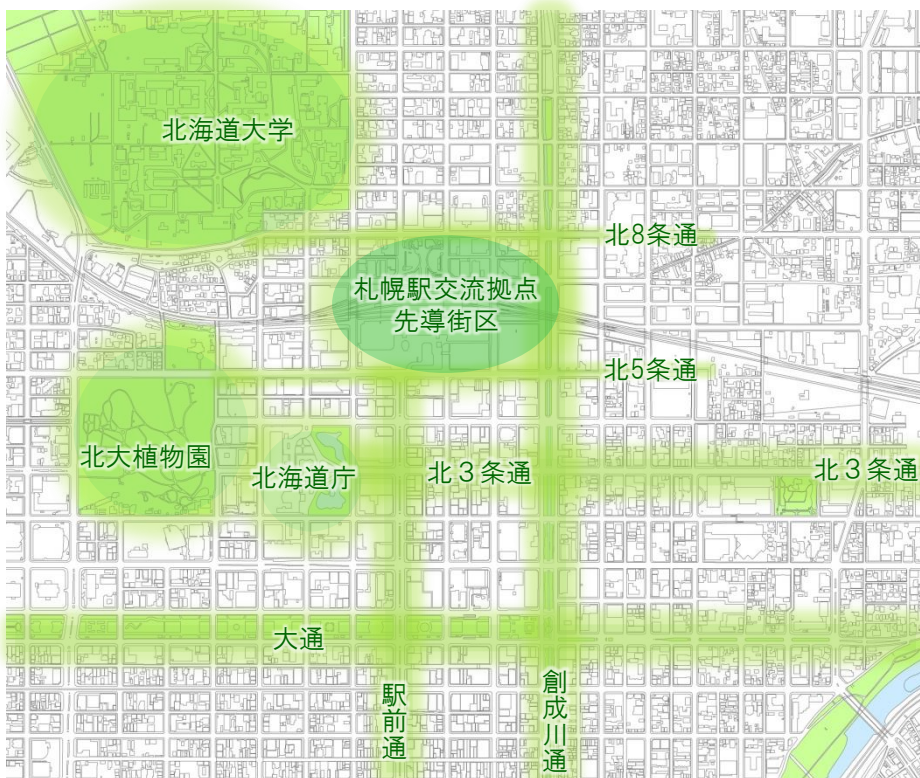 北海道大学
北8条通
札幌駅交流拠点
先導街区
北5条通
北大植物園
北海道庁
北３条通
北３条通
大通
駅前通
創成川通